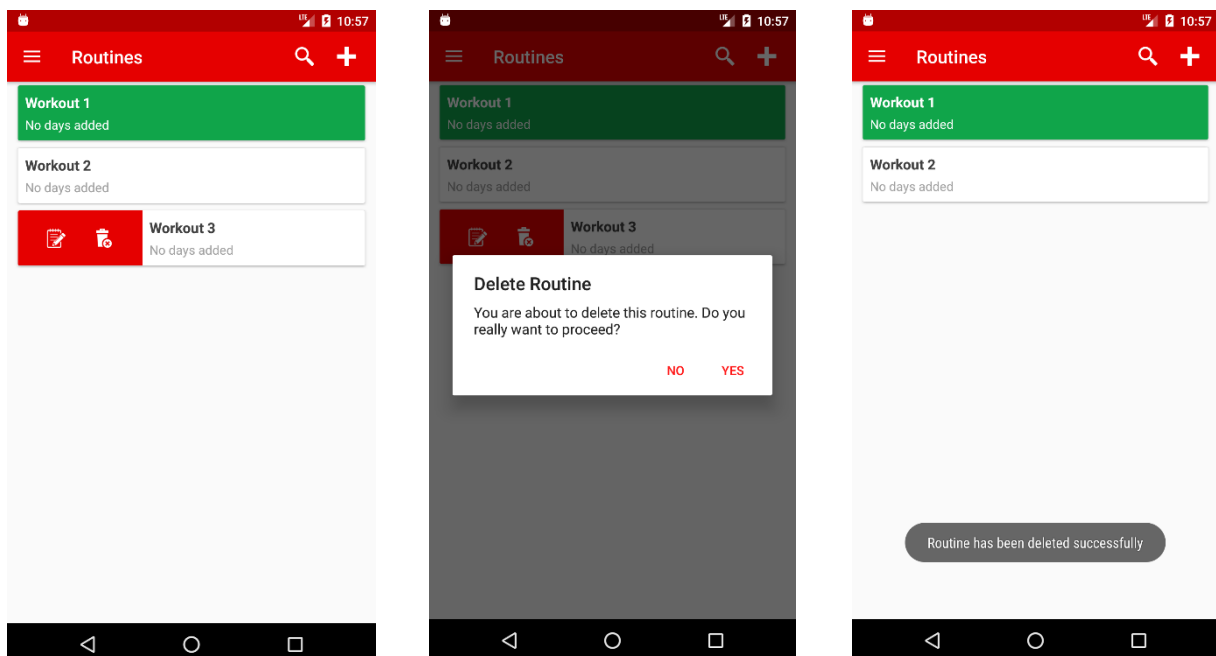 LTE 10:57
Routines
Workout 1
No days added
Workout 2
No days added
Workout 3
No days added
LTE 10:57
Routines
Workout 1
No days added
Workout 2
No days added
Workout 3
No days added
Delete Routine
You are about to delete this routine. Do you
really want to proceed?
NO YES
LTE 10:57
Routines
Workout 1
No days added
Workout 2
No days added
Routine has been deleted successfully